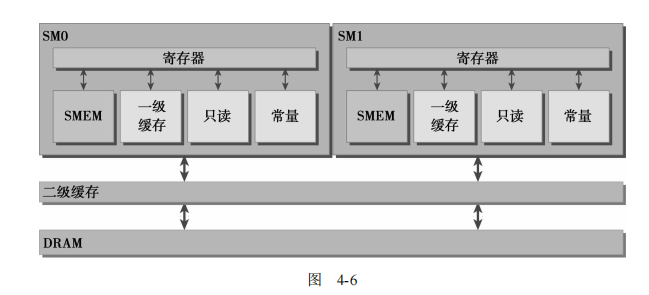 SM0
SM1
寄存器
寄存器
SMEM
一级
缓存
只读
常量
SMEM
一级
缓存
只读
常量
二级缓存
DRAM
图 4-6